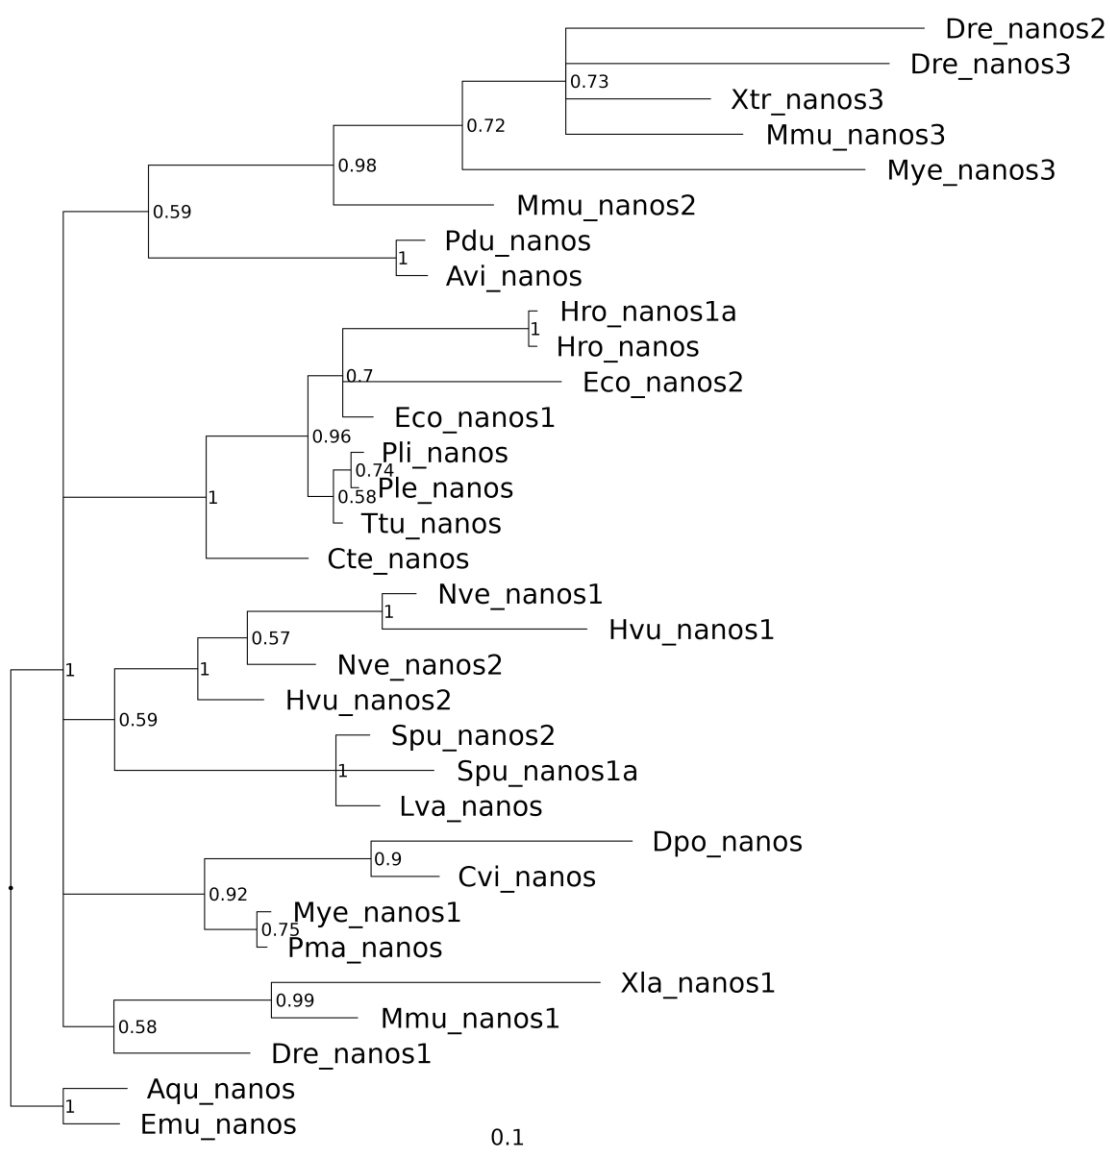 Dre_nanos2
Dre_nanos3
0.73
Xtr_nanos3
0.72
Mmu_nanos3
0.98
Mye_nanos3
Mmu_nanos2
0.59
Pdu_nanos
1
Avi_nanos
Hro_nanos1a
1
Hro_nanos
0.7
Eco_nanos2
Eco_nanos1
0.96
Pli_nanos
0.74
Ple_nanos
1
0.58
Ttu_nanos
Cte_nanos
Nve_nanos1
1
Hvu_nanos1
0.57
Nve_nanos2
1
1
Hvu_nanos2
0.59
Spu_nanos2
1
Spu_nanos1a
Lva_nanos
Dpo_nanos
0.9
Cvi_nanos
0.92
Mye_nanos1
0.75
Pma_nanos
Xla_nanos1
0.99
Mmu_nanos1
0.58
Dre_nanos1
Aqu_nanos
1
Emu_nanos
0.1